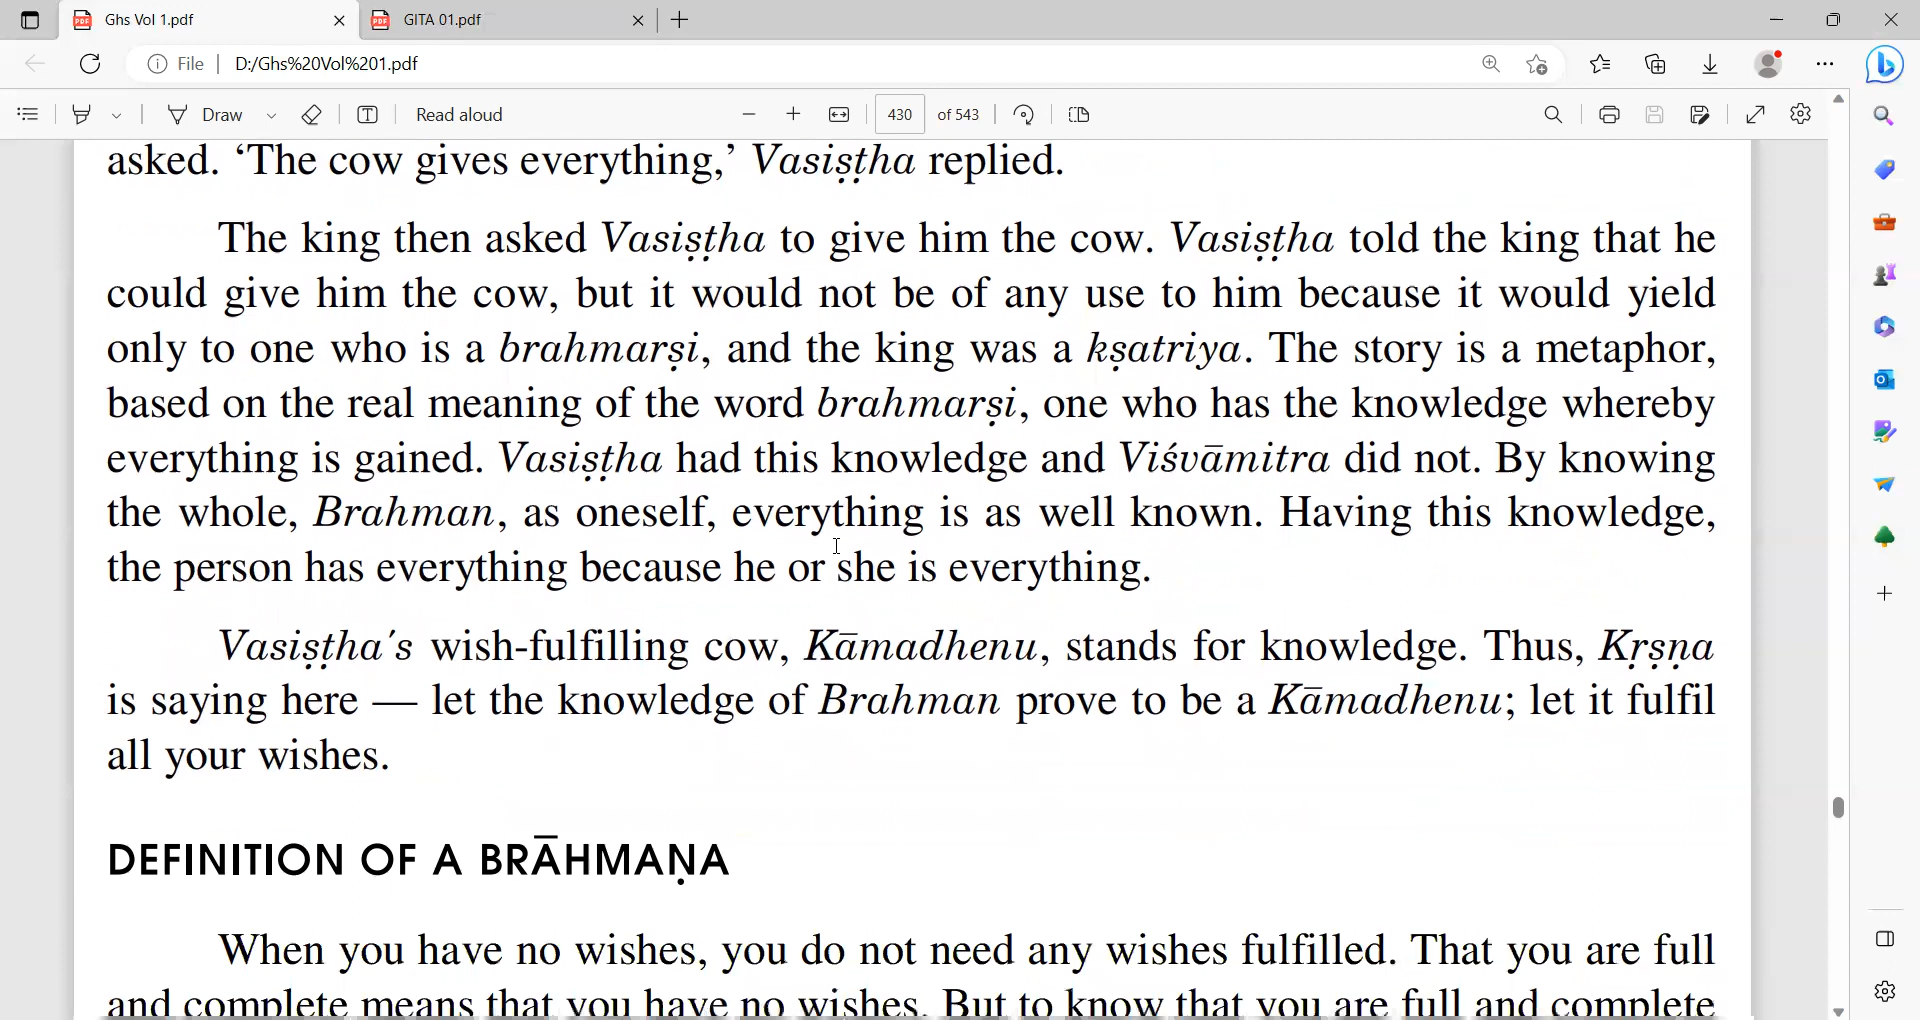 Ghs Vol 1.pdf
GITA 01.pdf
File
D:/Ghs%20Vol%201.pdf
Draw
Read aloud
430
of 543
asked. ‘The cow gives everything,’ Vasiṣṭha replied.
The king then asked Vasiṣṭha to give him the cow. Vasiṣṭha told the king that he
could give him the cow, but it would not be of any use to him because it would yield
only to one who is a brahmarṣi, and the king was a kṣatriya. The story is a metaphor,
based on the real meaning of the word brahmarṣi, one who has the knowledge whereby
everything is gained. Vasiṣṭha had this knowledge and Viśvāmitra did not. By knowing
the whole, Brahman, as oneself, everything is as well known. Having this knowledge,
the person has everything because he or she is everything.
Vasiṣṭha's wish-fulfilling cow, Kāmadhenu, stands for knowledge. Thus, Kṛṣṇa
is saying here — let the knowledge of Brahman prove to be a Kāmadhenu; let it fulfil
all your wishes.
DEFINITION OF A BRĀHMAṆA
When you have no wishes, you do not need any wishes fulfilled. That you are full
and complete means that you have no wishes. But to know that you are full and complete